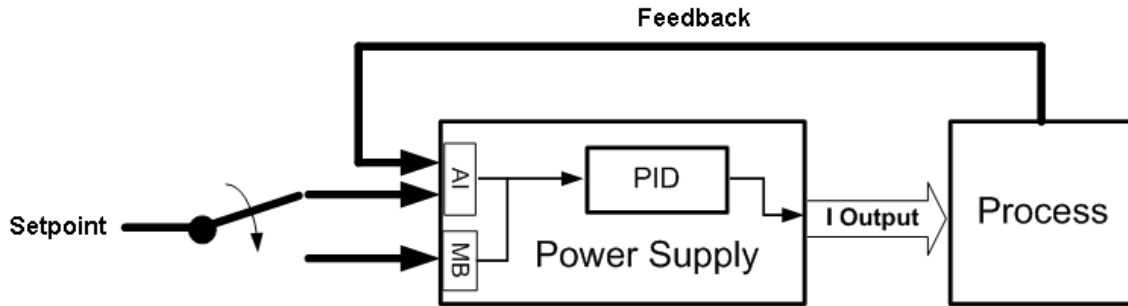 Feedback
AI
PID
Setpoint
I Output
Process
MB
Power Supply